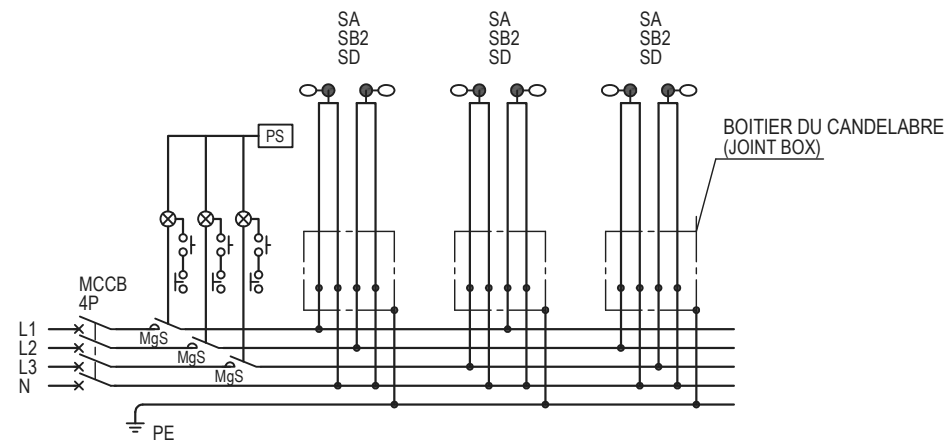 SA
SB2
SD
SA
SB2
SD
SA
SB2
SD
BOITIER DU CANDELABRE
(JOINT BOX)
PS
MCCB
4P
L1
L2
L3
N
MgS
MgS
MgS
PE